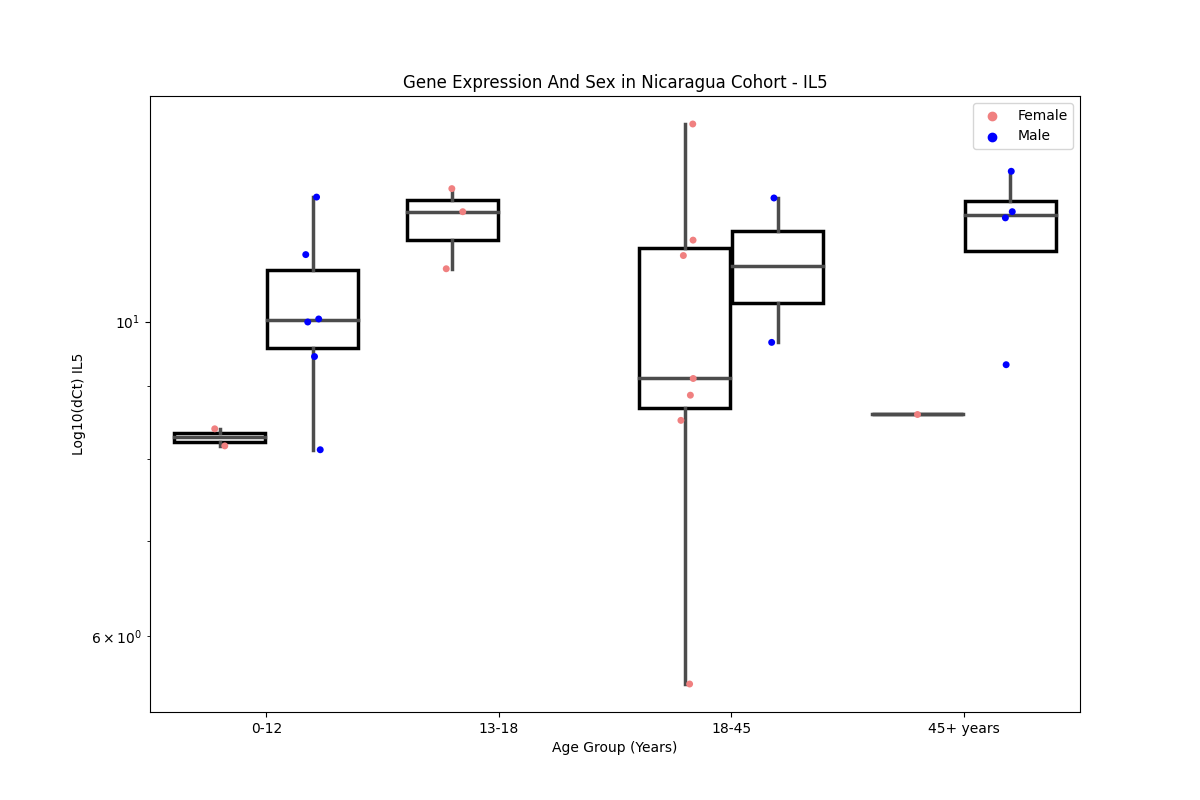 Gene Expression And Sex in Nicaragua Cohort - IL5
Female
Male
Log10(dCt) IL5
10¹
6 × 10⁰
0-12
13-18
18-45
45+ years
Age Group (Years)